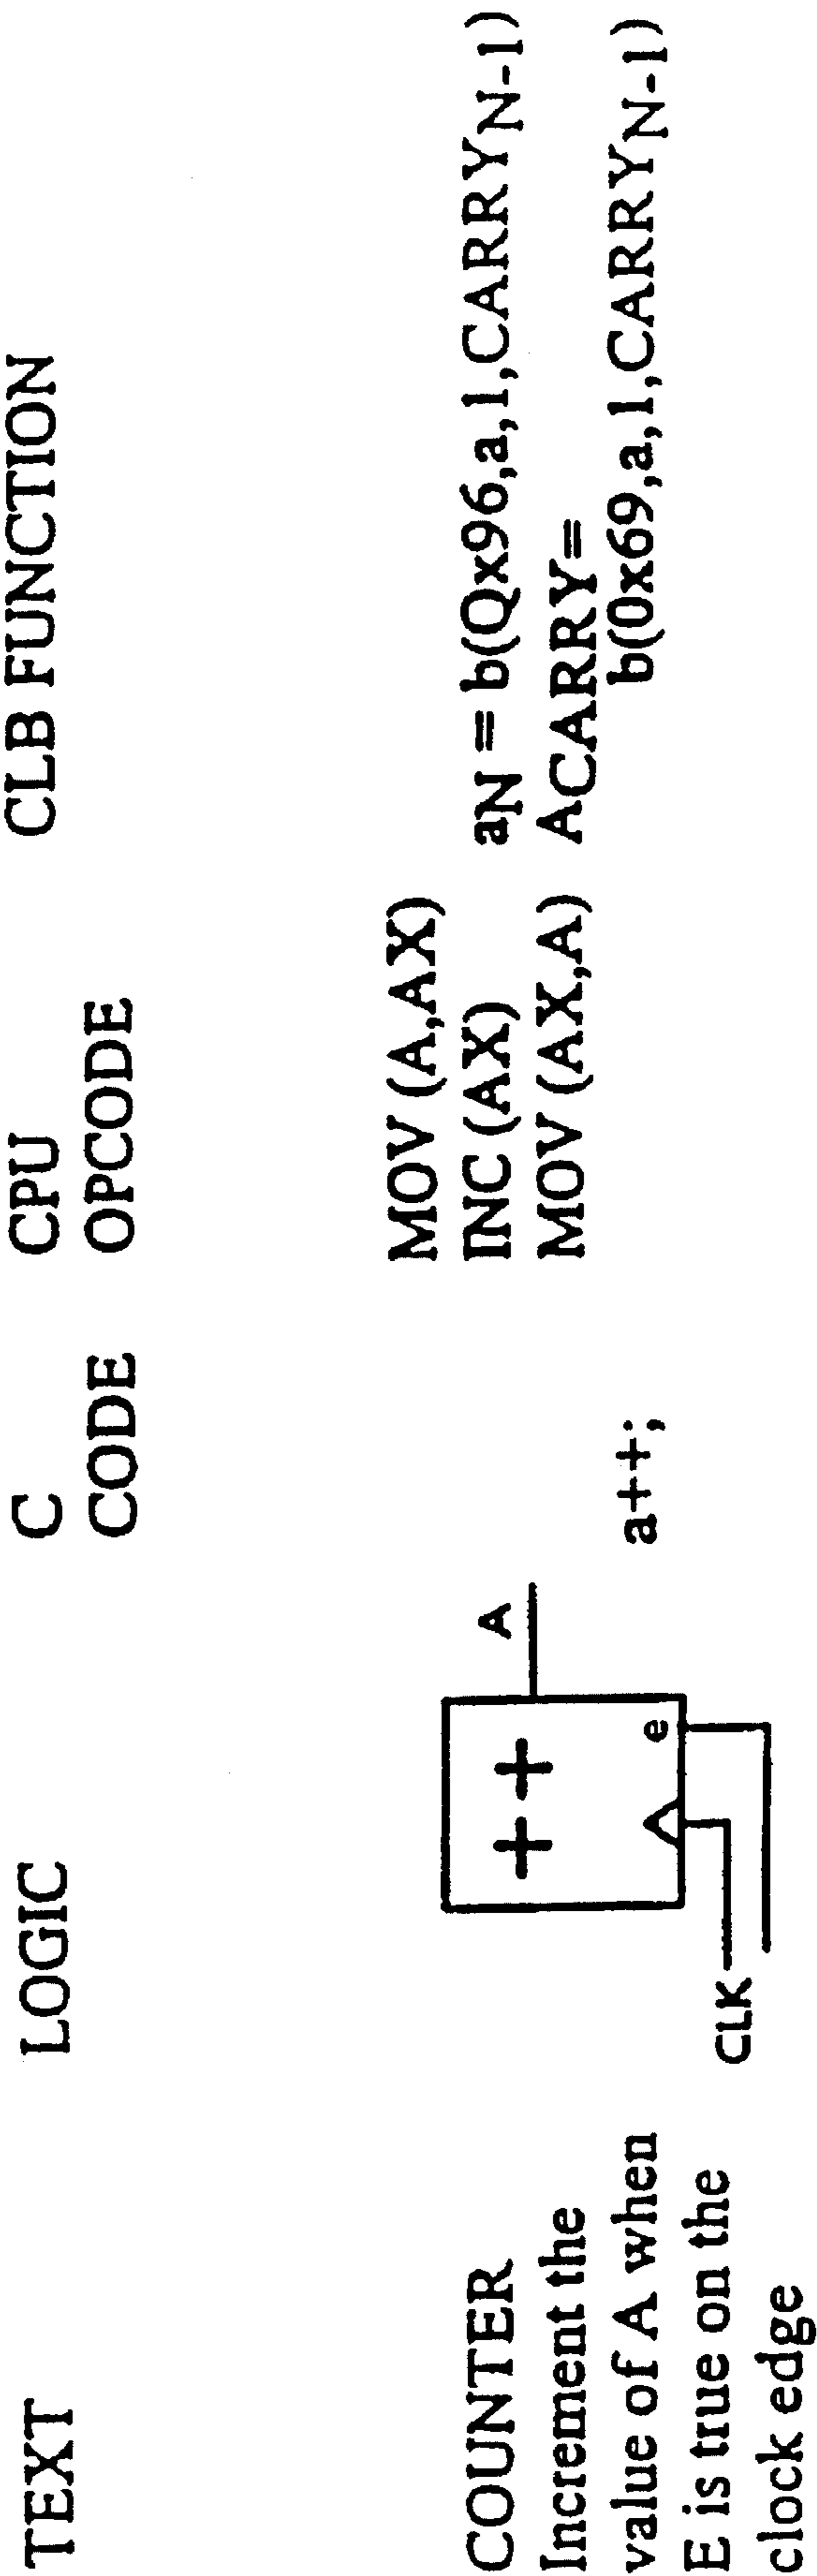 TEXT
LOGIC
C
CODE
CPU
OPCODE
CLB FUNCTION
COUNTER
Increment the
value of A when
E is true on the
clock edge
++
A
e
CLK
a++;
MOV (A,AX)
INC (AX)
MOV (AX,A)
aN = b(Qx96,a,1,CARRYN-1)
ACARRY=
b(0x69,a,1,CARRYN-1)